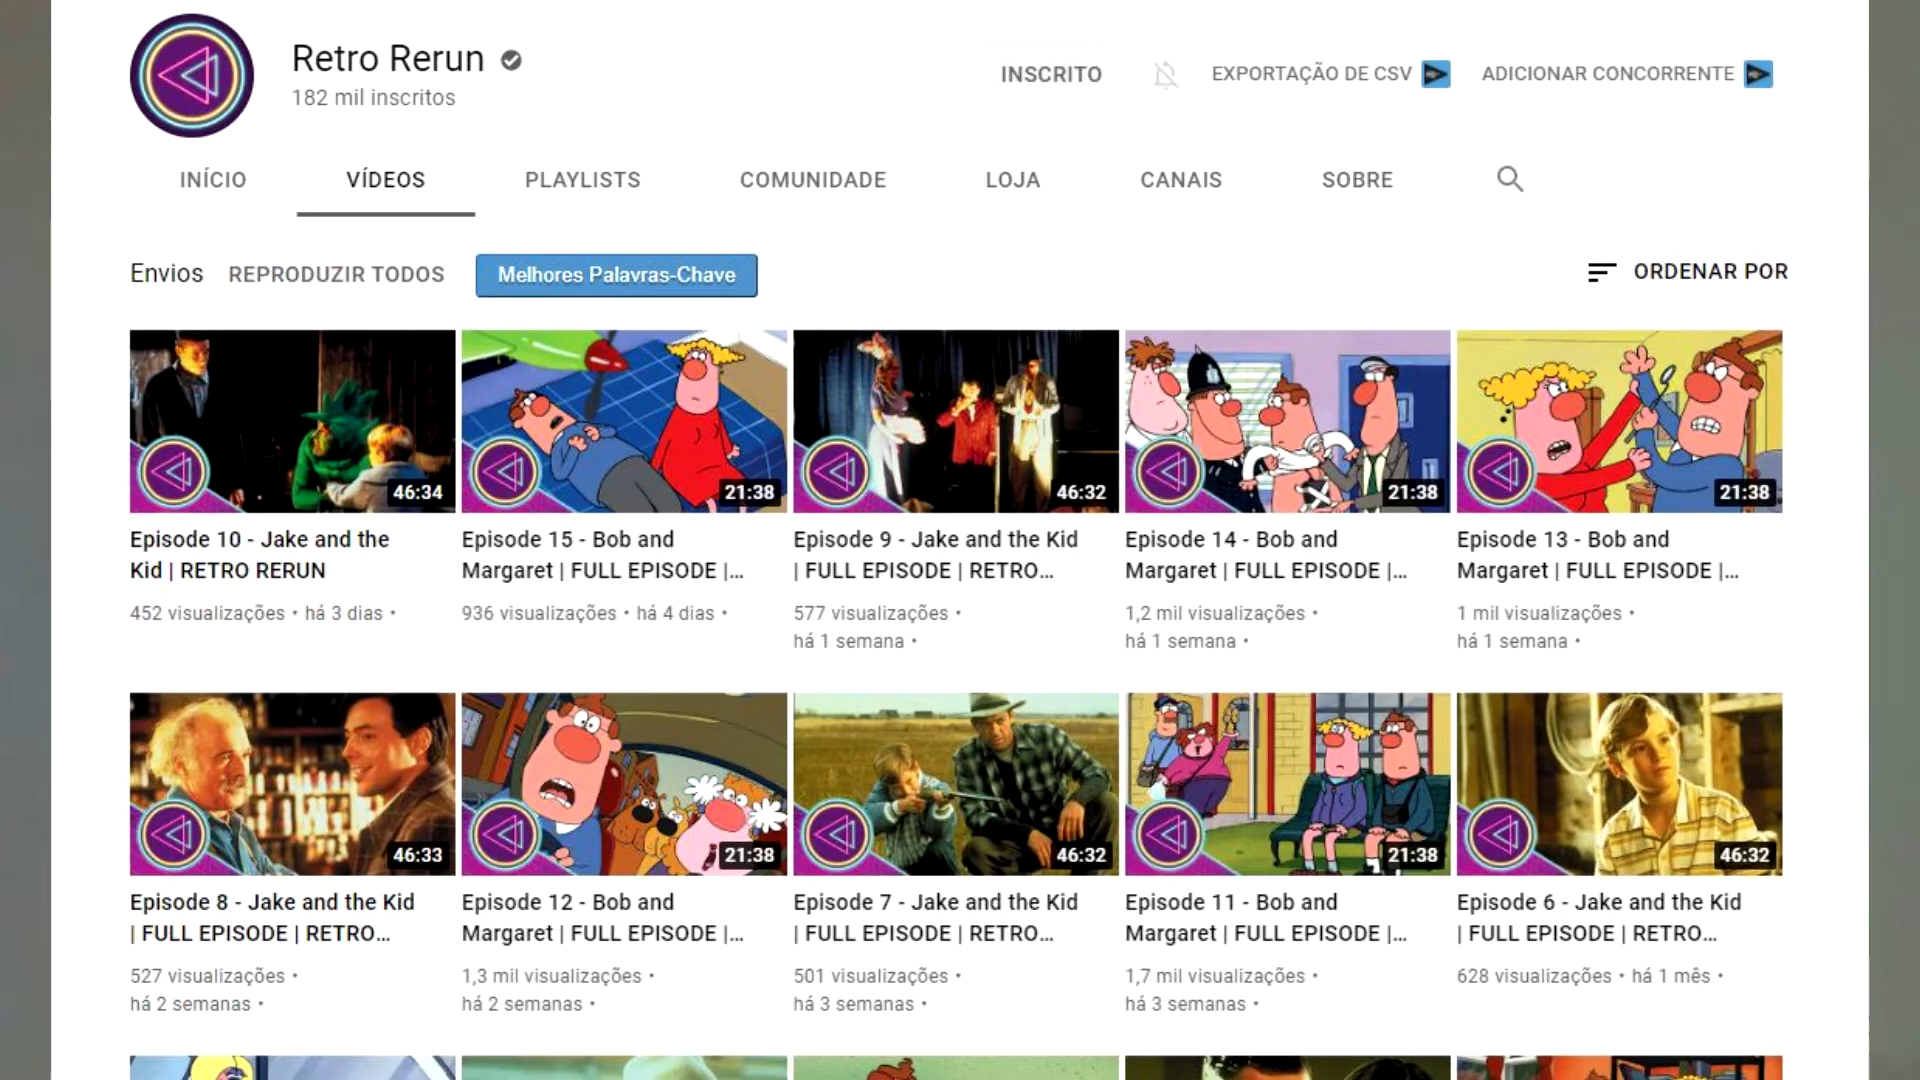 Retro Rerun
182 mil inscritos
INSCRITO
EXPORTAÇÃO DE CSV
ADICIONAR CONCORRENTE
INÍCIO
VÍDEOS
PLAYLISTS
COMUNIDADE
LOJA
CANAIS
SOBRE
Envios
REPRODUZIR TODOS
Melhores Palavras-Chave
ORDENAR POR
46:34
Episode 10 - Jake and the
Kid | RETRO RERUN
452 visualizações • há 3 dias •
21:38
Episode 15 - Bob and
Margaret | FULL EPISODE |...
936 visualizações • há 4 dias •
46:32
Episode 9 - Jake and the Kid
| FULL EPISODE | RETRO...
577 visualizações •
há 1 semana •
21:38
Episode 14 - Bob and
Margaret | FULL EPISODE |...
1,2 mil visualizações •
há 1 semana •
21:38
Episode 13 - Bob and
Margaret | FULL EPISODE |...
1 mil visualizações •
há 1 semana •
46:33
Episode 8 - Jake and the Kid
| FULL EPISODE | RETRO...
527 visualizações •
há 2 semanas •
21:38
Episode 12 - Bob and
Margaret | FULL EPISODE |...
1,3 mil visualizações •
há 2 semanas •
46:32
Episode 7 - Jake and the Kid
| FULL EPISODE | RETRO...
501 visualizações •
há 3 semanas •
21:38
Episode 11 - Bob and
Margaret | FULL EPISODE |...
1,7 mil visualizações •
há 3 semanas •
46:32
Episode 6 - Jake and the Kid
| FULL EPISODE | RETRO...
628 visualizações • há 1 mês •